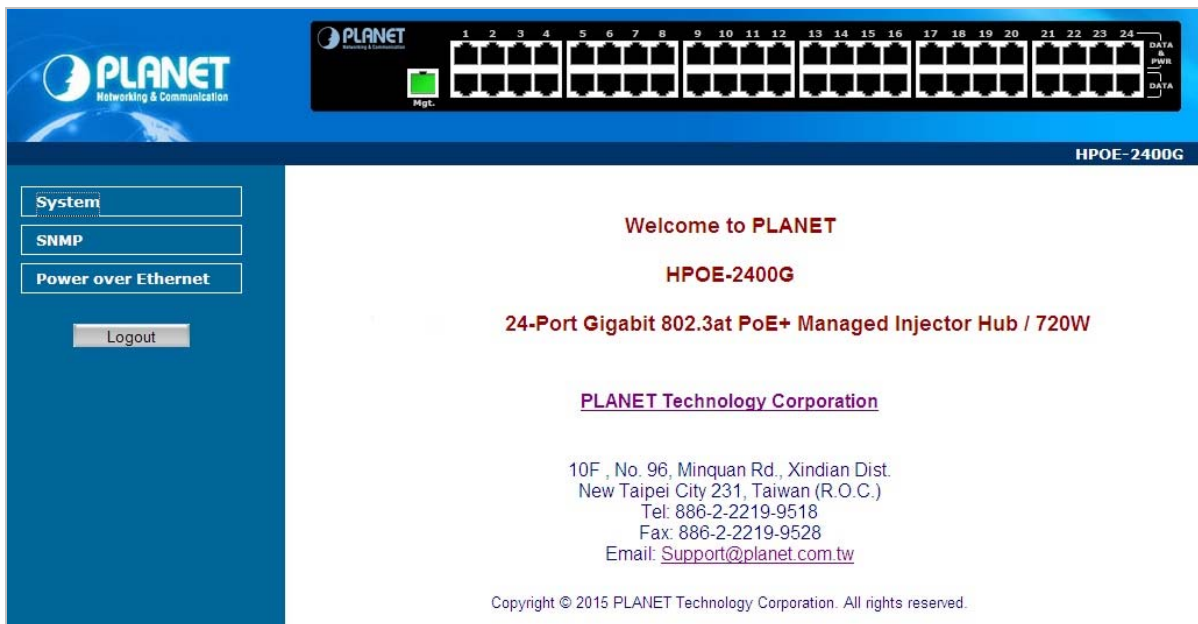 PLANET
Networking & Communication
PLANET
Networking & Communication
1 2 3 4 5 6 7 8 9 10 11 12 13 14 15 16 17 18 19 20 21 22 23 24
DATA
&
PWR
DATA
Mgt.
HPOE-2400G
System
SNMP
Power over Ethernet
Logout
Welcome to PLANET
HPOE-2400G
24-Port Gigabit 802.3at PoE+ Managed Injector Hub / 720W
PLANET Technology Corporation
10F , No. 96, Minquan Rd., Xindian Dist.
New Taipei City 231, Taiwan (R.O.C.)
Tel: 886-2-2219-9518
Fax: 886-2-2219-9528
Email: Support@planet.com.tw
Copyright © 2015 PLANET Technology Corporation. All rights reserved.